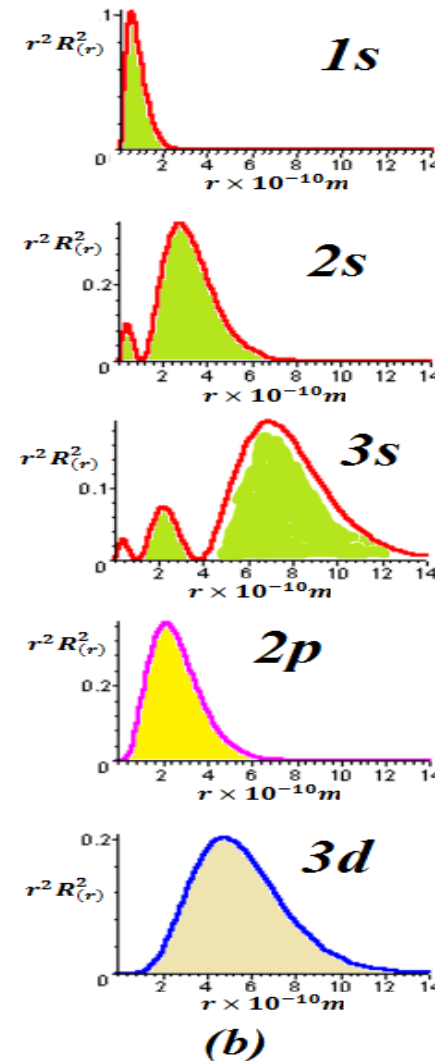 1
r² R²₍ᵣ₎
1s
0
2 4 6 8 10 12 14
r × 10⁻¹⁰m
r² R²₍ᵣ₎
2s
0.2
0
2 4 6 8 10 12 14
r × 10⁻¹⁰m
3s
r² R²₍ᵣ₎
0.1
0
2 4 6 8 10 12 14
r × 10⁻¹⁰m
2p
r² R²₍ᵣ₎
0.2
0
2 4 6 8 10 12 14
r × 10⁻¹⁰m
0.2
3d
r² R²₍ᵣ₎
0
2 4 6 8 10 12 14
r × 10⁻¹⁰m
(b)